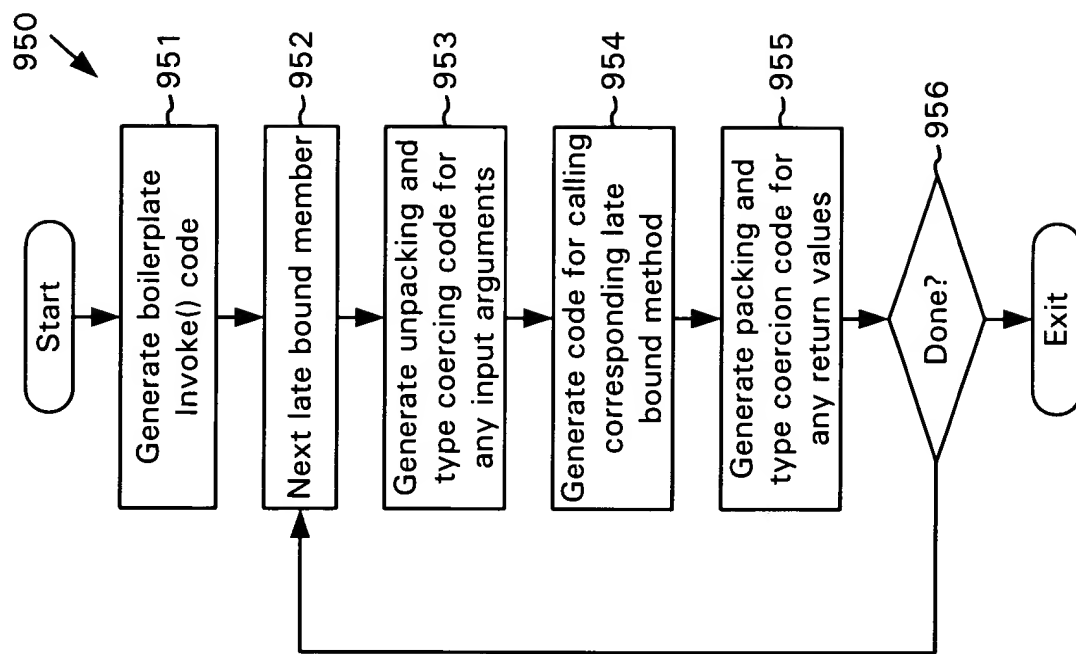 950
Start
Generate boilerplate
Invoke() code
951
Next late bound member
952
Generate unpacking and
type coercing code for
any input arguments
953
Generate code for calling
corresponding late
bound method
954
Generate packing and
type coercion code for
any return values
955
Done?
956
Exit